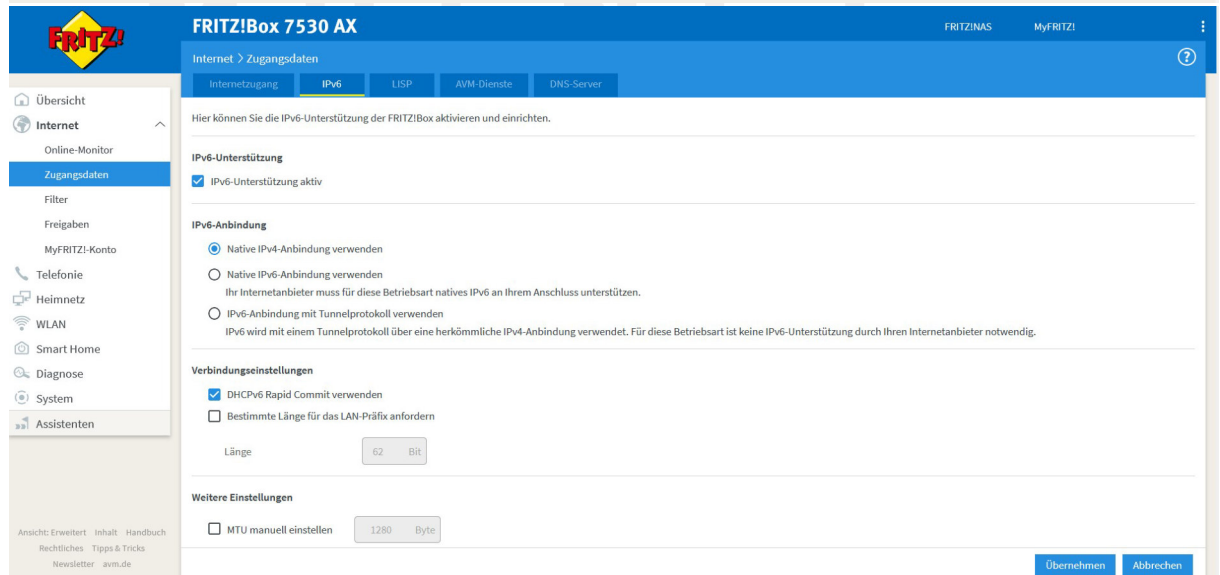 FRITZ!
FRITZ!Box 7530 AX
FRITZ!NAS
MyFRITZ!
Internet > Zugangsdaten
?
Internetzugang
IPv6
LISP
AVM-Dienste
DNS-Server
Übersicht
Internet
Online-Monitor
Zugangsdaten
Filter
Freigaben
MyFRITZ!-Konto
Telefonie
Heimnetz
WLAN
Smart Home
Diagnose
System
Assistenten
Ansicht: Erweitert Inhalt Handbuch
Rechtliches Tipps & Tricks
Newsletter avm.de
Hier können Sie die IPv6-Unterstützung der FRITZ!Box aktivieren und einrichten.
IPv6-Unterstützung
IPv6-Unterstützung aktiv
IPv6-Anbindung
Native IPv4-Anbindung verwenden
Native IPv6-Anbindung verwenden
Ihr Internetanbieter muss für diese Betriebsart natives IPv6 an Ihrem Anschluss unterstützen.
IPv6-Anbindung mit Tunnelprotokoll verwenden
IPv6 wird mit einem Tunnelprotokoll über eine herkömmliche IPv4-Anbindung verwendet. Für diese Betriebsart ist keine IPv6-Unterstützung durch Ihren Internetanbieter notwendig.
Verbindungseinstellungen
DHCPv6 Rapid Commit verwenden
Bestimmte Länge für das LAN-Präfix anfordern
Länge 62 Bit
Weitere Einstellungen
MTU manuell einstellen 1280 Byte
Übernehmen
Abbrechen